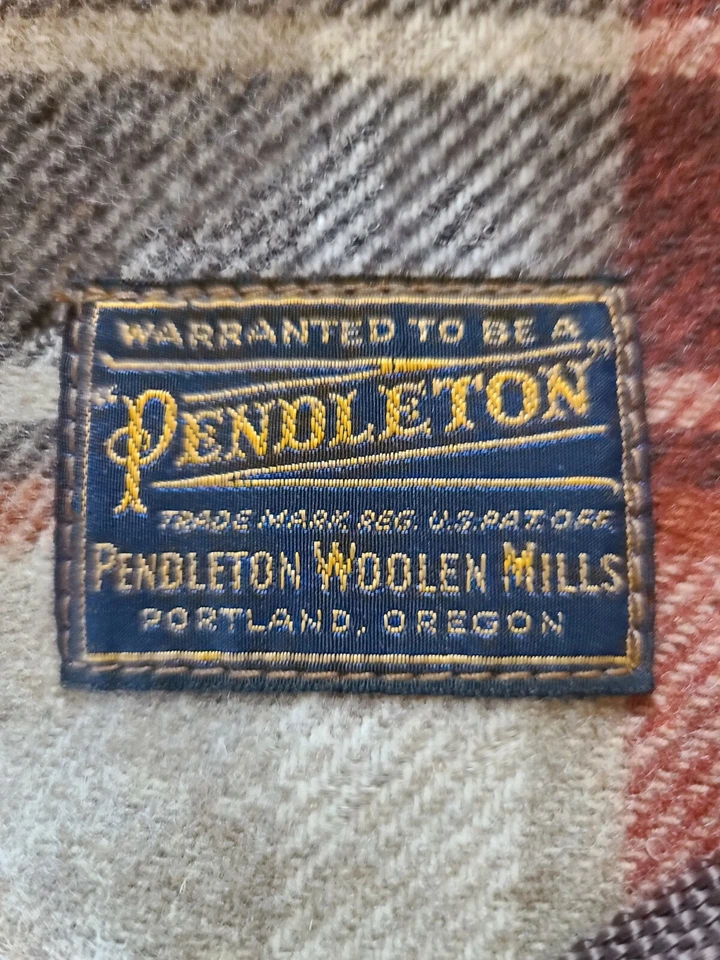 WARRANTED TO BE A
"PENDLETON"
TRADE MARK REG. U.S. PAT. OFF.
PENDLETON WOOLEN MILLS
PORTLAND, OREGON